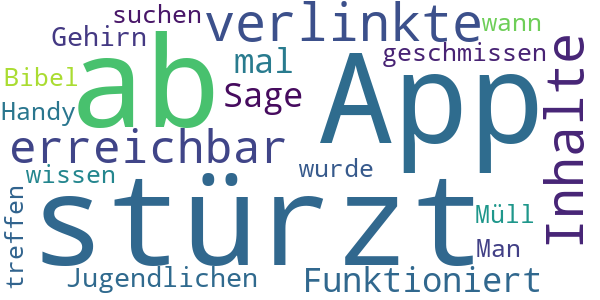 suchen
verlinkte
wann
Gehirn
ab
mal
geschmissen
Bibel
App
Inhalte
Handy
Sage
erreichbar
wissen
wurde
stürzt
treffen
Müll
Man
Jugendlichen
Funktioniert